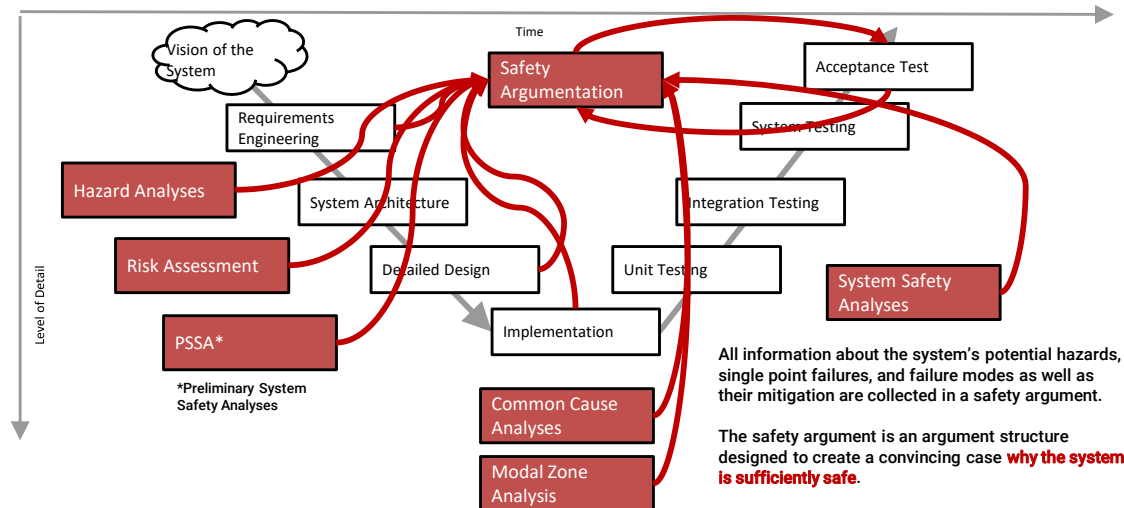 Time
Vision of the
System
Safety
Argumentation
Acceptance Test
Requirements
Engineering
System Testing
Hazard Analyses
System Architecture
Integration Testing
Risk Assessment
Detailed Design
Unit Testing
System Safety
Analyses
Level of Detail
PSSA*
Implementation
*Preliminary System
Safety Analyses
Common Cause
Analyses
Modal Zone
Analysis
All information about the system’s potential hazards,
single point failures, and failure modes as well as
their mitigation are collected in a safety argument.
The safety argument is an argument structure
designed to create a convincing case why the system
is sufficiently safe.